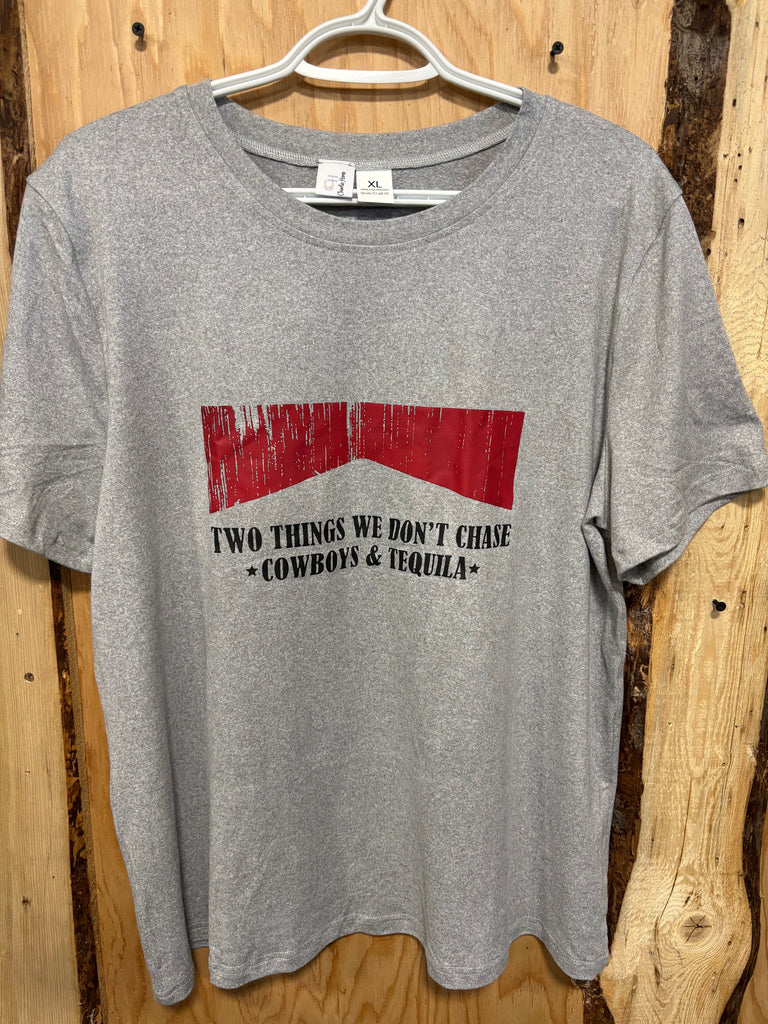 XL
TWO THINGS WE DON'T CHASE
★COWBOYS & TEQUILA★